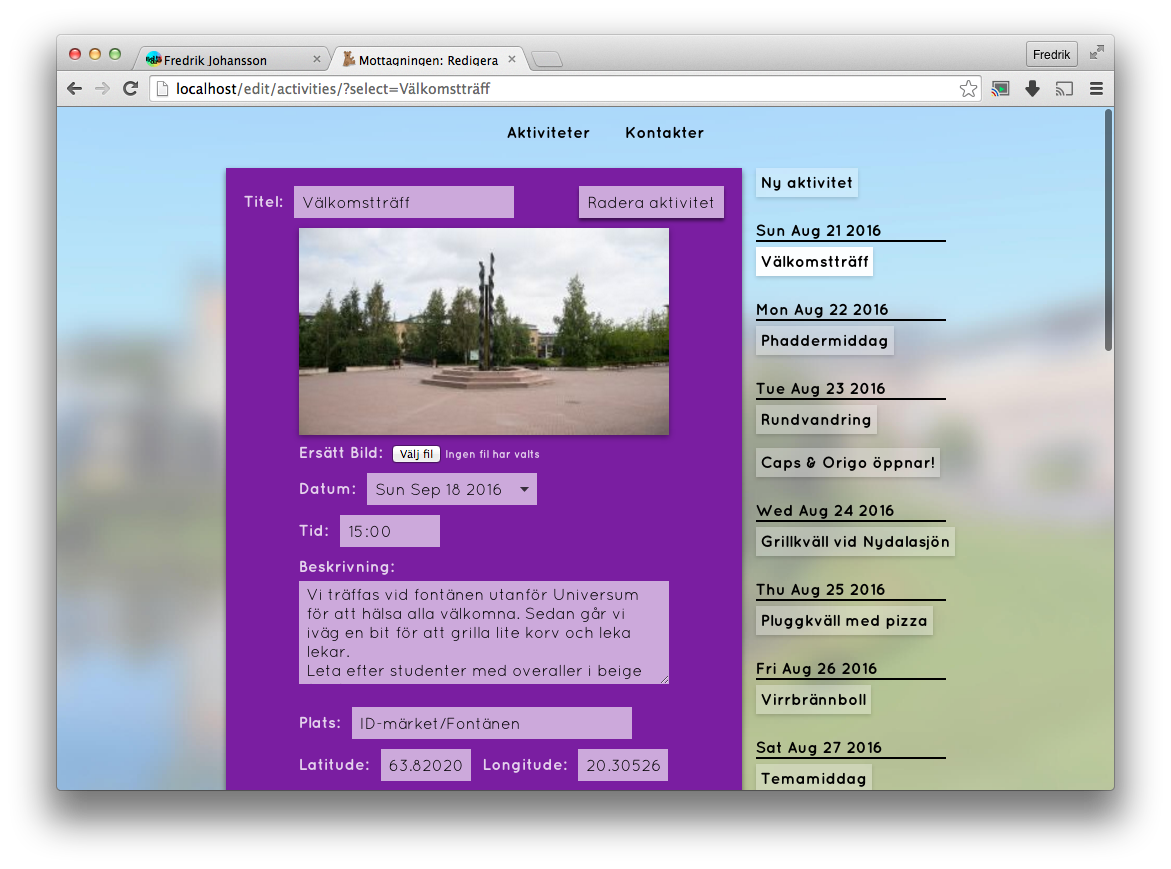 Fredrik Johansson
Mottagningen: Redigera
Fredrik
localhost/edit/activities/?select=Välkomstträff
Aktiviteter Kontakter
Titel: Välkomstträff Radera aktivitet
Ersätt Bild: Välj fil Ingen fil har valts
Datum: Sun Sep 18 2016
Tid: 15:00
Beskrivning:
Vi träffas vid fontänen utanför Universum
för att hälsa alla välkomna. Sedan går vi
iväg en bit för att grilla lite korv och leka
lekar.
Leta efter studenter med overaller i beige
Plats: ID-märket/Fontänen
Latitude: 63.82020 Longitude: 20.30526
Ny aktivitet
Sun Aug 21 2016
Välkomstträff
Mon Aug 22 2016
Phaddermiddag
Tue Aug 23 2016
Rundvandring
Caps & Origo öppnar!
Wed Aug 24 2016
Grillkväll vid Nydalasjön
Thu Aug 25 2016
Pluggkväll med pizza
Fri Aug 26 2016
Virrbrännboll
Sat Aug 27 2016
Temamiddag